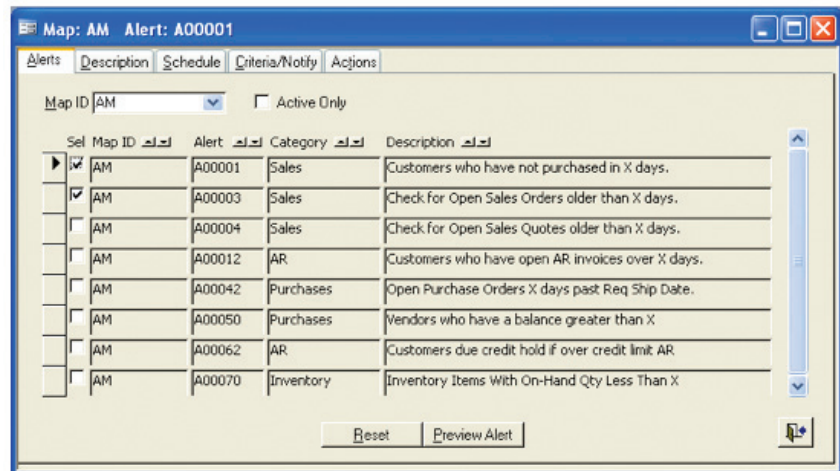 Map: AM Alert: A00001
Alerts Description Schedule Criteria/Notify Actions
Map ID AM Active Only
Sel Map ID Alert Category Description
AM A00001 Sales Customers who have not purchased in X days.
AM A00003 Sales Check for Open Sales Orders older than X days.
AM A00004 Sales Check for Open Sales Quotes older than X days.
AM A00012 AR Customers who have open AR invoices over X days.
AM A00042 Purchases Open Purchase Orders X days past Req Ship Date.
AM A00050 Purchases Vendors who have a balance greater than X
AM A00062 AR Customers due credit hold if over credit limit AR
AM A00070 Inventory Inventory Items With On-Hand Qty Less Than X
Reset Preview Alert